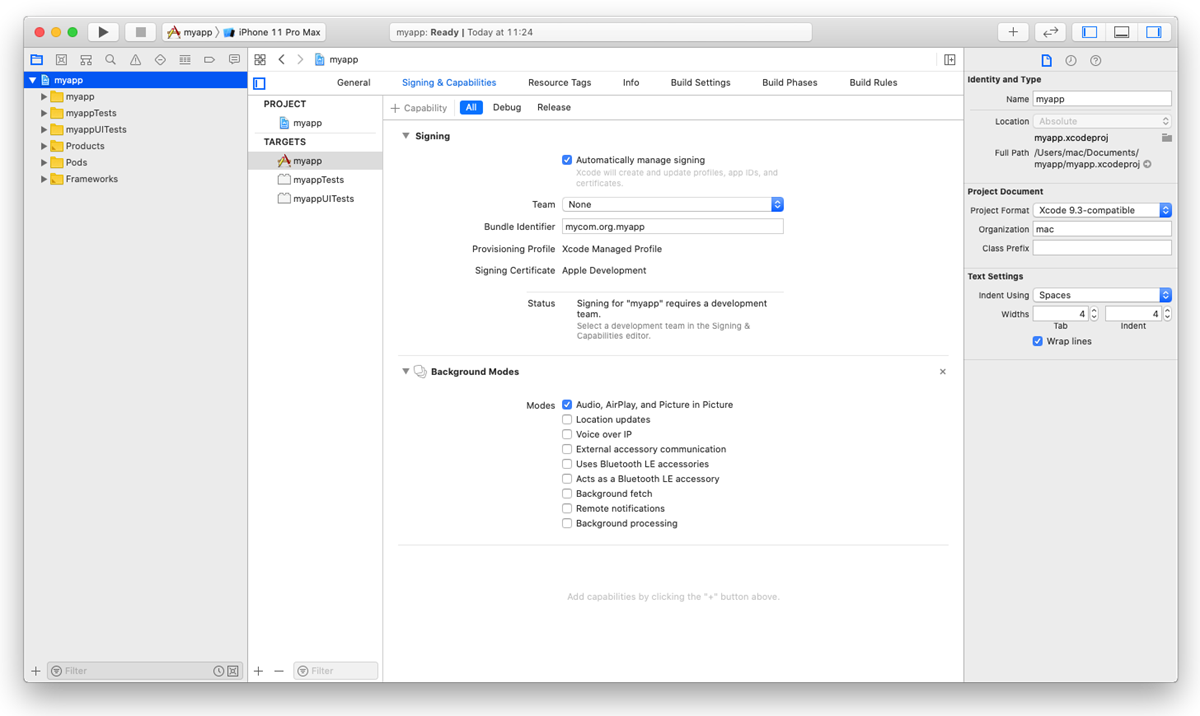 myapp 〉 iPhone 11 Pro Max
myapp: Ready | Today at 11:24
myapp
myapp
myappTests
myappUITests
Products
Pods
Frameworks
Filter
myapp
General
Signing & Capabilities
Resource Tags
Info
Build Settings
Build Phases
Build Rules
PROJECT
myapp
TARGETS
myapp
myappTests
myappUITests
Filter
+ Capability
All
Debug
Release
Signing
Automatically manage signing
Xcode will create and update profiles, app IDs, and
certificates.
Team None
Bundle Identifier mycom.org.myapp
Provisioning Profile Xcode Managed Profile
Signing Certificate Apple Development
Status Signing for "myapp" requires a development
team.
Select a development team in the Signing &
Capabilities editor.
Background Modes
Modes Audio, AirPlay, and Picture in Picture
Location updates
Voice over IP
External accessory communication
Uses Bluetooth LE accessories
Acts as a Bluetooth LE accessory
Background fetch
Remote notifications
Background processing
Add capabilities by clicking the "+" button above.
Identity and Type
Name myapp
Location Absolute
myapp.xcodeproj
Full Path /Users/mac/Documents/
myapp/myapp.xcodeproj
Project Document
Project Format Xcode 9.3-compatible
Organization mac
Class Prefix
Text Settings
Indent Using Spaces
Widths 4 4
Tab Indent
Wrap lines